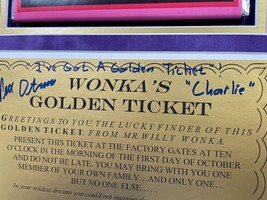 "I've Got A Golden Ticket"
"Charlie"
WONKA'S
GOLDEN TICKET
GREETINGS TO YOU, THE LUCKY FINDER OF THIS
GOLDEN TICKET, FROM MR. WILLY WONKA.
PRESENT THIS TICKET AT THE FACTORY GATES AT TEN
O'CLOCK IN THE MORNING OF THE FIRST DAY OF OCTOBER
AND DO NOT BE LATE. YOU MAY BRING WITH YOU ONE
MEMBER OF YOUR OWN FAMILY...AND ONLY ONE...
BUT NO ONE ELSE......
In your wildest dreams you could not